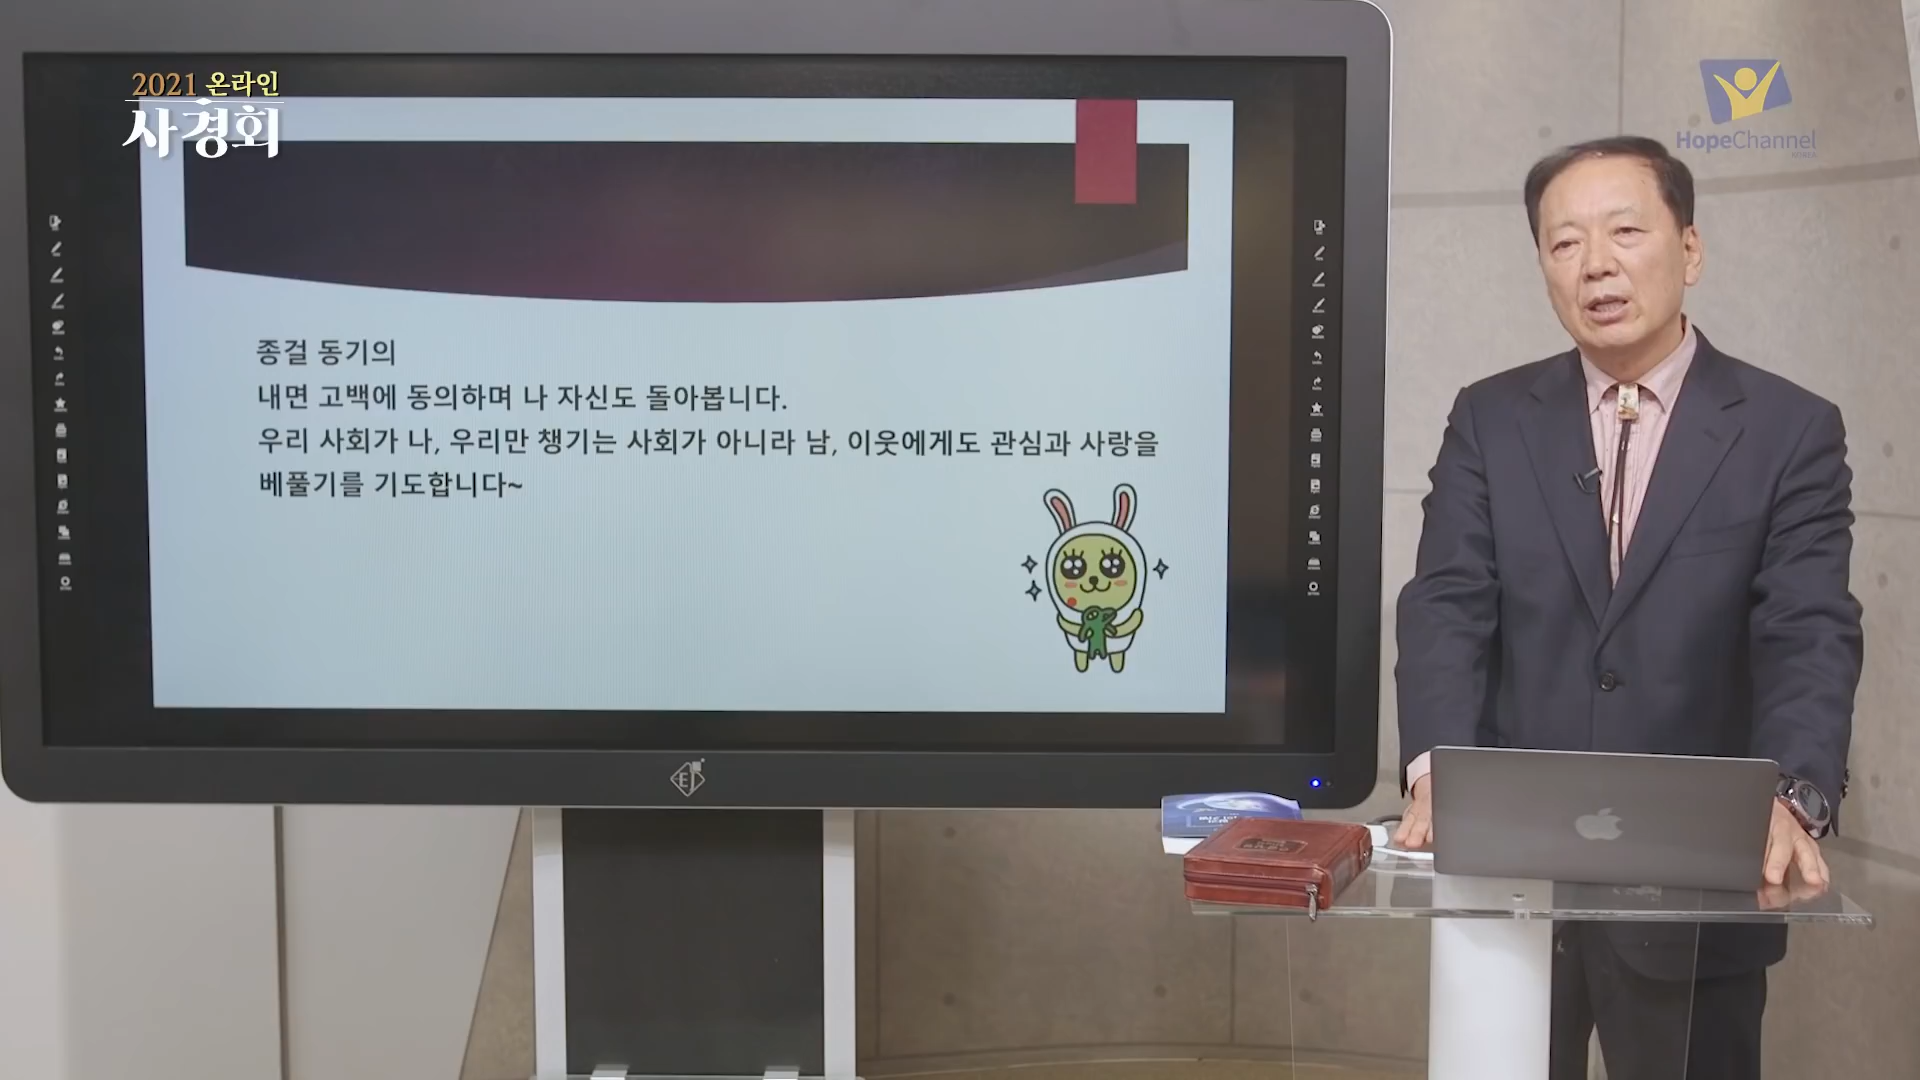 2021 온라인
사경회
HopeChannel
KOREA
종걸 동기의
내면 고백에 동의하며 나 자신도 돌아봅니다.
우리 사회가 나, 우리만 챙기는 사회가 아니라 남, 이웃에게도 관심과 사랑을
베풀기를 기도합니다~